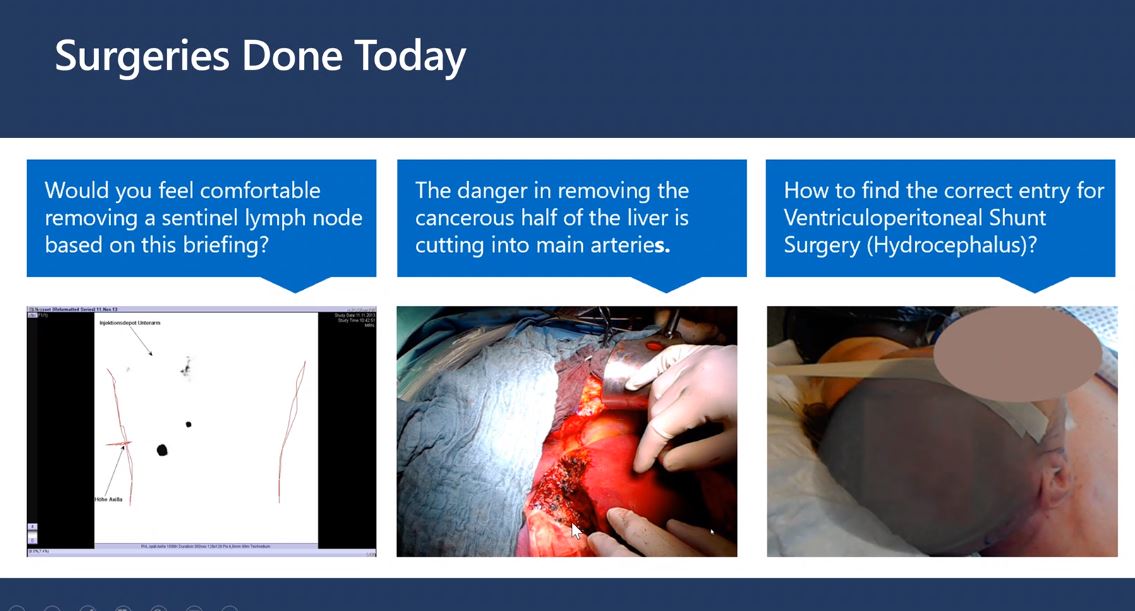 Surgeries Done Today
Would you feel comfortable
removing a sentinel lymph node
based on this briefing?
The danger in removing the
cancerous half of the liver is
cutting into main arteries.
How to find the correct entry for
Ventriculoperitoneal Shunt
Surgery (Hydrocephalus)?
Injektionsdepot Unterarm
Höhe Axilla